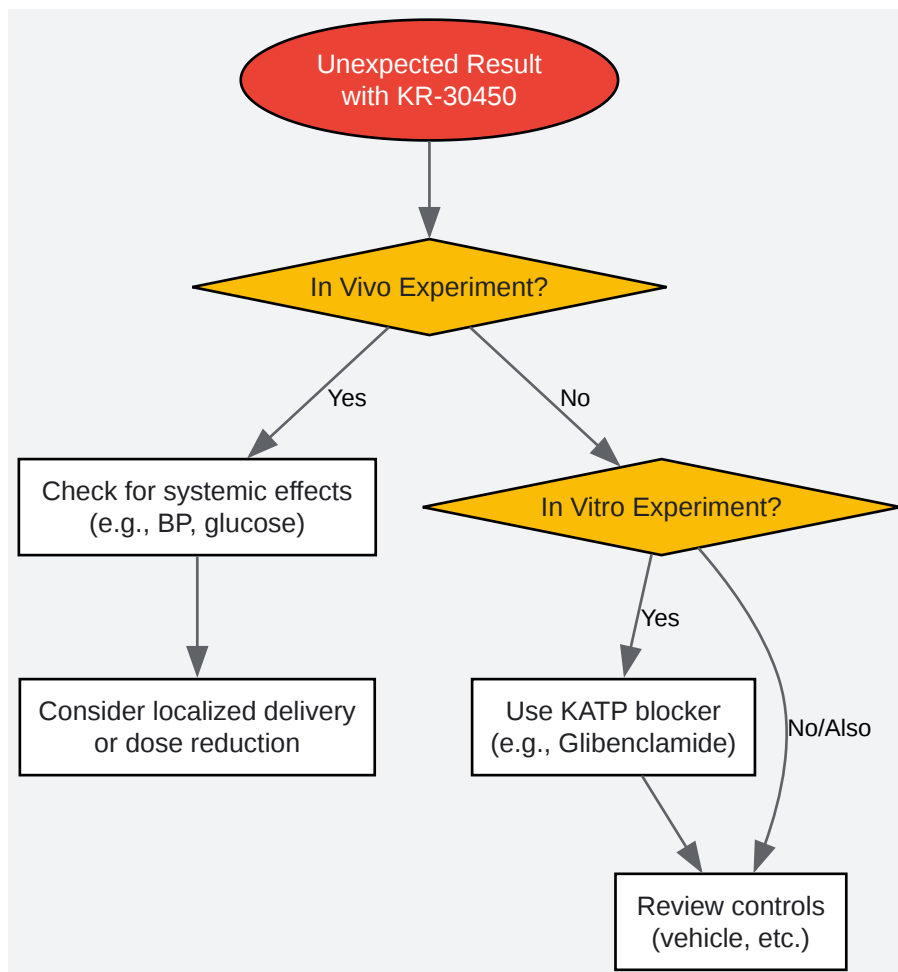 Unexpected Result
with KR-30450
In Vivo Experiment?
Yes
No
Check for systemic effects
(e.g., BP, glucose)
In Vitro Experiment?
Yes
No/Also
Consider localized delivery
or dose reduction
Use KATP blocker
(e.g., Glibenclamide)
Review controls
(vehicle, etc.)